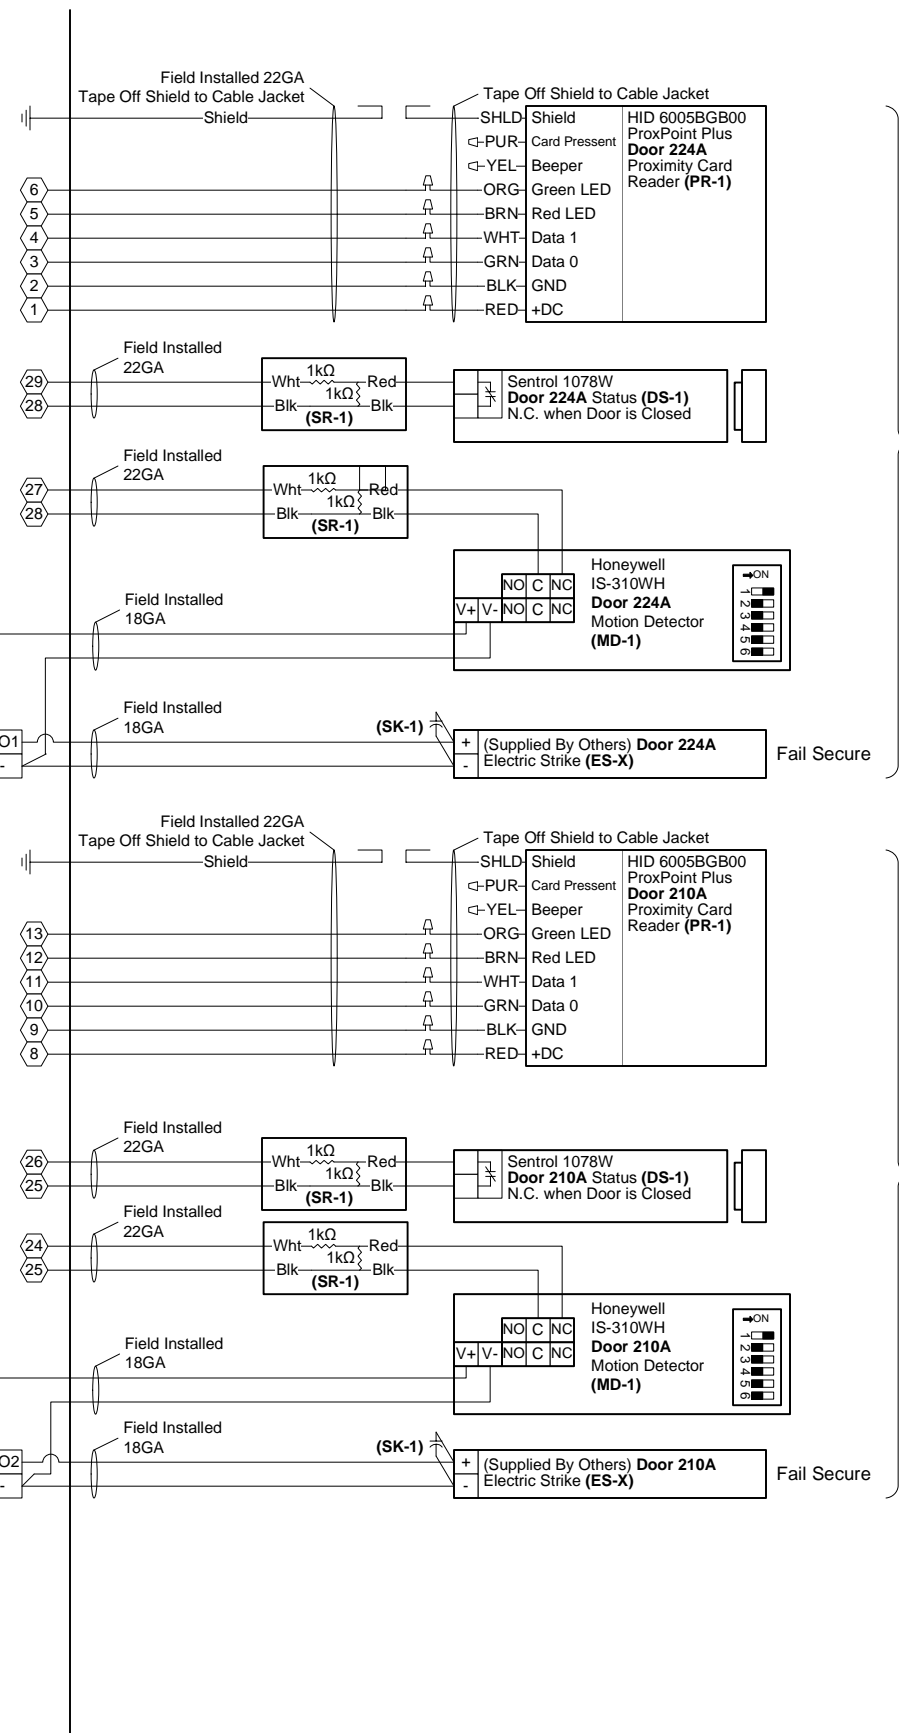 Field Installed 22GA
Tape Off Shield to Cable Jacket
Shield
Tape Off Shield to Cable Jacket
SHLD Shield
PUR Card Pressent
YEL Beeper
6 ORG Green LED
5 BRN Red LED
4 WHT Data 1
3 GRN Data 0
2 BLK GND
1 RED +DC
HID 6005BGB00
ProxPoint Plus
Door 224A
Proximity Card
Reader (PR-1)
Field Installed
22GA
29
28
1kΩ
Wht Red
1kΩ
Blk Blk
(SR-1)
Sentrol 1078W
Door 224A Status (DS-1)
N.C. when Door is Closed
Field Installed
22GA
27
28
1kΩ
Wht Red
1kΩ
Blk Blk
(SR-1)
Field Installed
18GA
NO C NC
V+ V- NO C NC
Honeywell
IS-310WH
Door 224A
Motion Detector
(MD-1)
ON
1
2
3
4
5
6
Field Installed
18GA
O1
-
(SK-1)
+
-
(Supplied By Others) Door 224A
Electric Strike (ES-X)
Fail Secure
Field Installed 22GA
Tape Off Shield to Cable Jacket
Shield
Tape Off Shield to Cable Jacket
SHLD Shield
PUR Card Pressent
YEL Beeper
13 ORG Green LED
12 BRN Red LED
11 WHT Data 1
10 GRN Data 0
9 BLK GND
8 RED +DC
HID 6005BGB00
ProxPoint Plus
Door 210A
Proximity Card
Reader (PR-1)
Field Installed
22GA
26
25
1kΩ
Wht Red
1kΩ
Blk Blk
(SR-1)
Sentrol 1078W
Door 210A Status (DS-1)
N.C. when Door is Closed
Field Installed
22GA
24
25
1kΩ
Wht Red
1kΩ
Blk Blk
(SR-1)
Field Installed
18GA
NO C NC
V+ V- NO C NC
Honeywell
IS-310WH
Door 210A
Motion Detector
(MD-1)
ON
1
2
3
4
5
6
Field Installed
18GA
O2
-
(SK-1)
+
-
(Supplied By Others) Door 210A
Electric Strike (ES-X)
Fail Secure